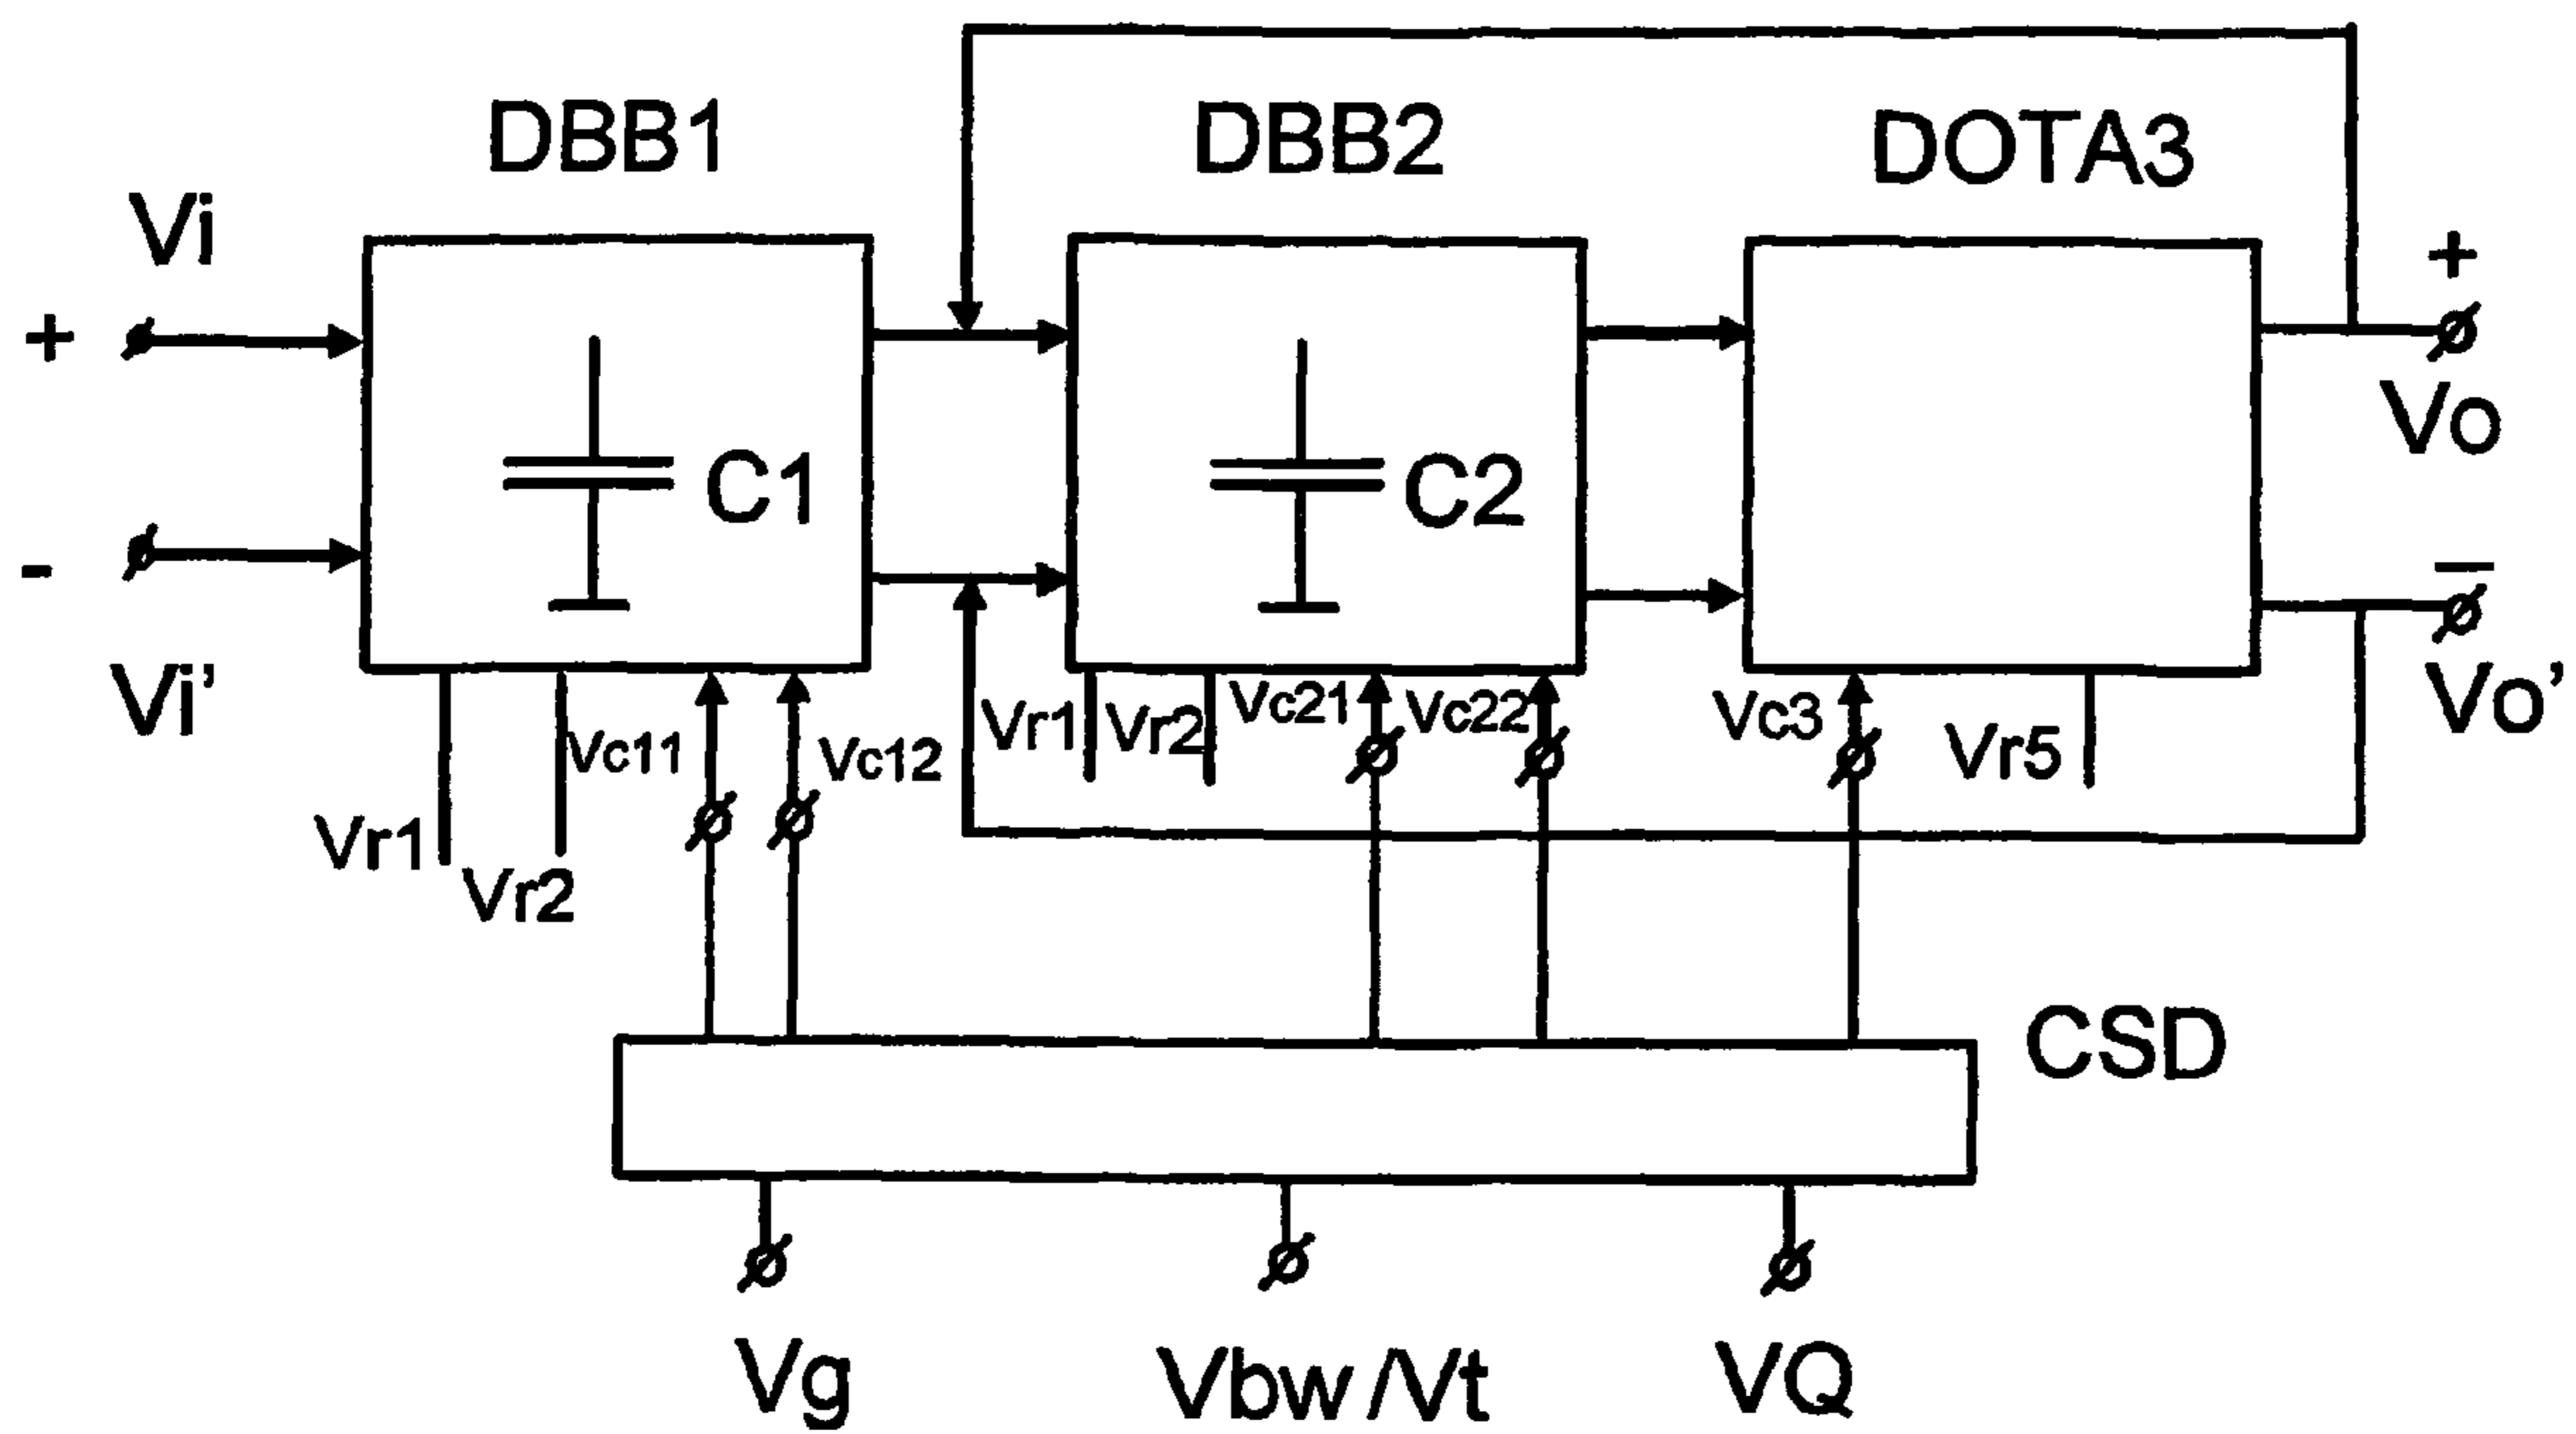 DBB1
DBB2
DOTA3
Vi
+
+
C1
C2
Vo
-
–
Vi'
Vo'
Vr1
Vr2
Vc11
Vc12
Vr1
Vr2
Vc21
Vc22
Vc3
Vr5
CSD
Vg
Vbw/Vt
VQ